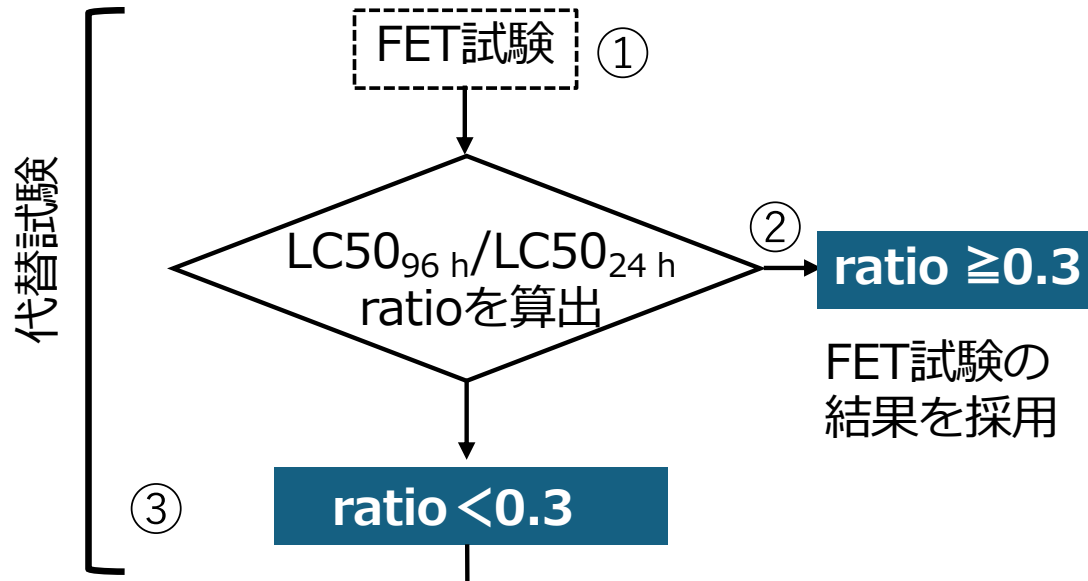 FET試験
①
代替試験
LC50₉₆ ₕ/LC50₂₄ ₕ
ratioを算出
②
ratio ≧0.3
FET試験の
結果を採用
③
ratio <0.3